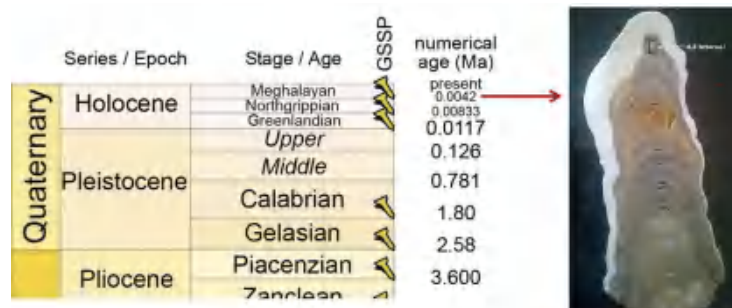 Series / Epoch Stage / Age GSSP numerical age (Ma)
Quaternary
Holocene
Meghalayan
Northgrippian
Greenlandian
present
0.0042
0.00833
0.0117
Pleistocene
Upper
0.126
Middle
0.781
Calabrian
1.80
Gelasian
2.58
Pliocene
Piacenzian
3.600
Zanclean